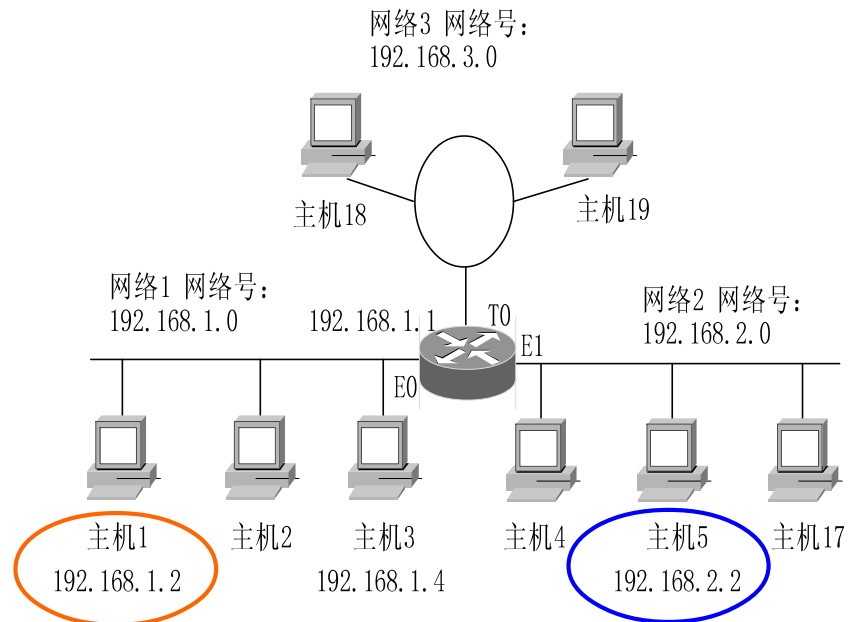 网络3 网络号：
192.168.3.0
主机18
主机19
网络1 网络号：
192.168.1.0
192.168.1.1
T0
网络2 网络号：
192.168.2.0
E1
E0
主机1
主机2
主机3
主机4
主机5
主机17
192.168.1.2
192.168.1.4
192.168.2.2